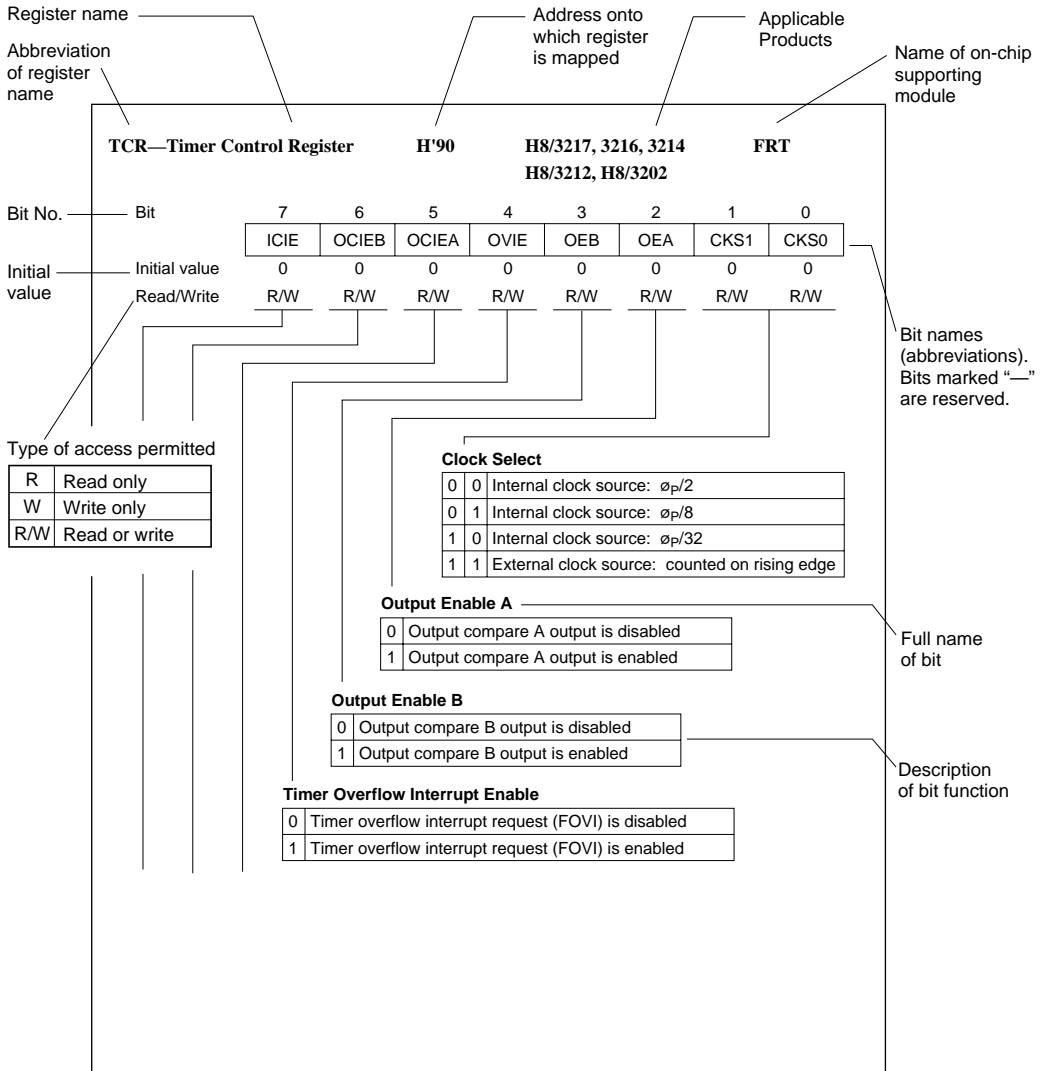 Register name
Address onto
which register
is mapped
Applicable
Products
Abbreviation
of register
name
Name of on-chip
supporting
module
TCR—Timer Control Register H'90 H8/3217, 3216, 3214 FRT
H8/3212, H8/3202
Bit No. Bit 7 6 5 4 3 2 1 0
ICIE OCIEB OCIEA OVIE OEB OEA CKS1 CKS0
Initial
value
Initial value 0 0 0 0 0 0 0 0
Read/Write R/W R/W R/W R/W R/W R/W R/W R/W
Bit names
(abbreviations).
Bits marked “—”
are reserved.
Type of access permitted
R Read only
W Write only
R/W Read or write
Clock Select
0 0 Internal clock source: øP/2
0 1 Internal clock source: øP/8
1 0 Internal clock source: øP/32
1 1 External clock source: counted on rising edge
Output Enable A
0 Output compare A output is disabled
1 Output compare A output is enabled
Full name
of bit
Output Enable B
0 Output compare B output is disabled
1 Output compare B output is enabled
Description
of bit function
Timer Overflow Interrupt Enable
0 Timer overflow interrupt request (FOVI) is disabled
1 Timer overflow interrupt request (FOVI) is enabled